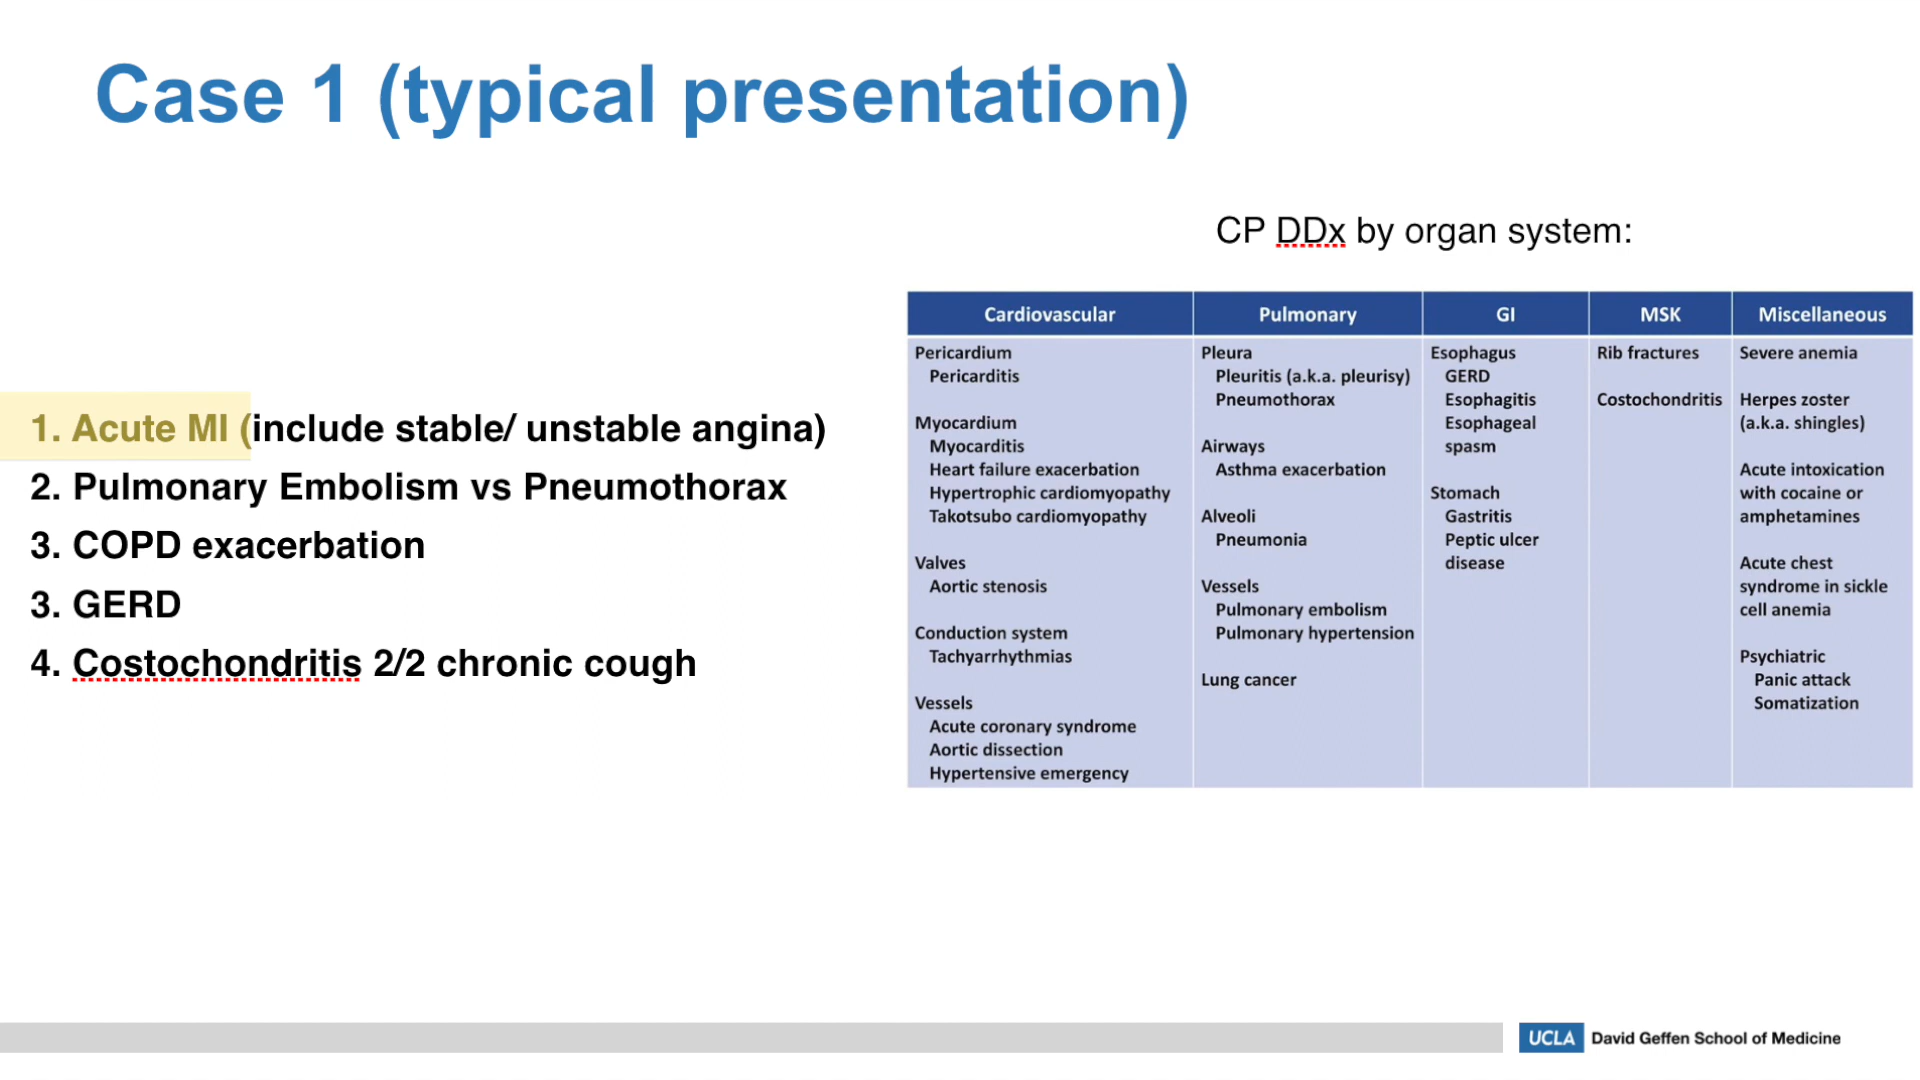 Case 1 (typical presentation)
CP DDx by organ system:
1. Acute MI (include stable/ unstable angina)
2. Pulmonary Embolism vs Pneumothorax
3. COPD exacerbation
3. GERD
4. Costochondritis 2/2 chronic cough
Cardiovascular
Pericardium
Pericarditis
Myocardium
Myocarditis
Heart failure exacerbation
Hypertrophic cardiomyopathy
Takotsubo cardiomyopathy
Valves
Aortic stenosis
Conduction system
Tachyarrhythmias
Vessels
Acute coronary syndrome
Aortic dissection
Hypertensive emergency
Pulmonary
Pleura
Pleuritis (a.k.a. pleurisy)
Pneumothorax
Airways
Asthma exacerbation
Alveoli
Pneumonia
Vessels
Pulmonary embolism
Pulmonary hypertension
Lung cancer
GI
Esophagus
GERD
Esophagitis
Esophageal
spasm
Stomach
Gastritis
Peptic ulcer
disease
MSK
Rib fractures
Costochondritis
Miscellaneous
Severe anemia
Herpes zoster
(a.k.a. shingles)
Acute intoxication
with cocaine or
amphetamines
Acute chest
syndrome in sickle
cell anemia
Psychiatric
Panic attack
Somatization
UCLA David Geffen School of Medicine